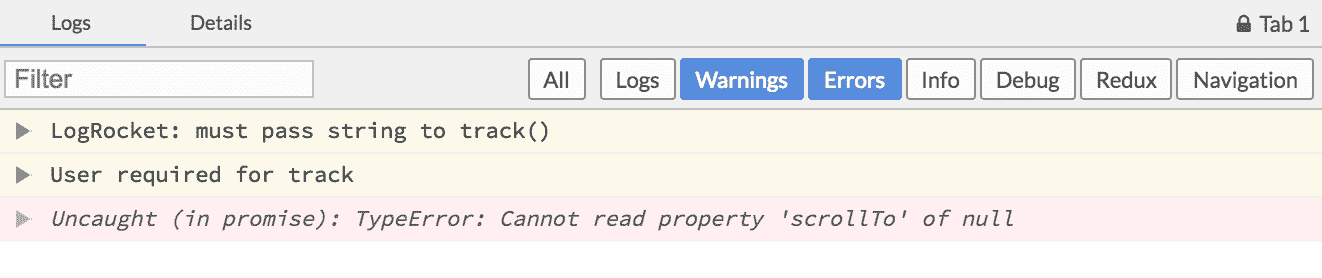 Logs Details Tab 1
Filter All Logs Warnings Errors Info Debug Redux Navigation
LogRocket: must pass string to track()
User required for track
Uncaught (in promise): TypeError: Cannot read property 'scrollTo' of null